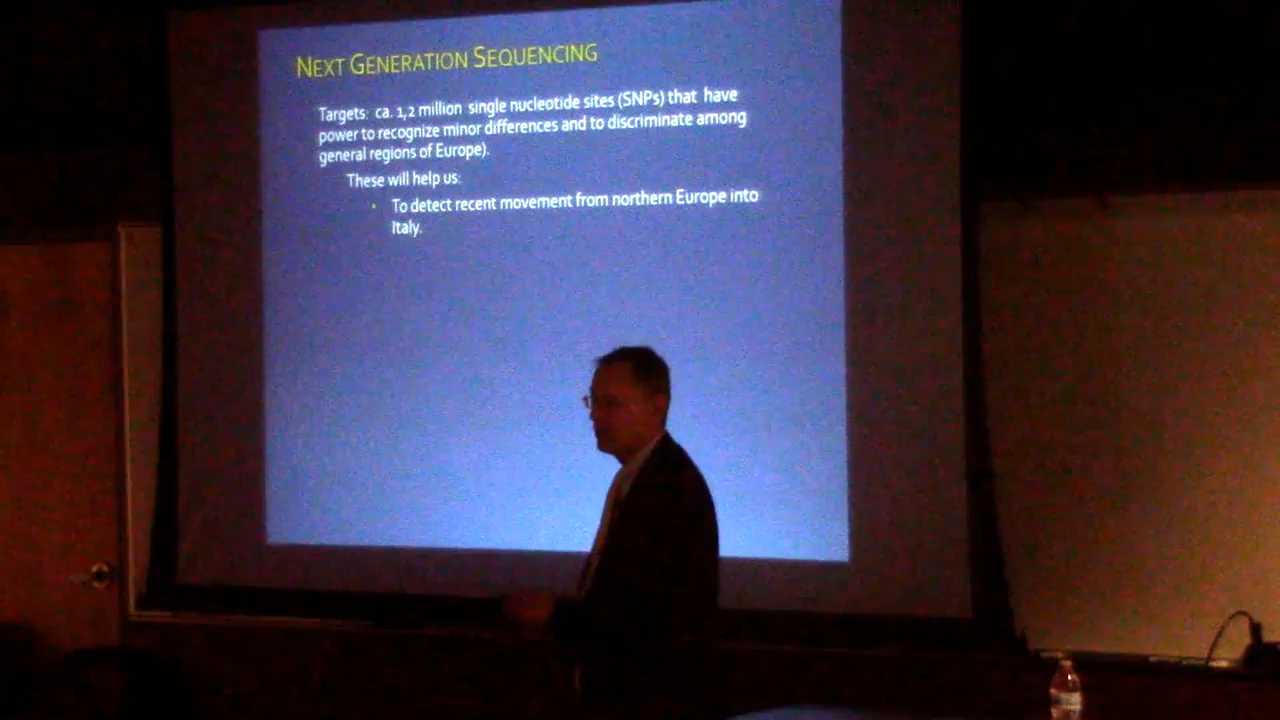 NEXT GENERATION SEQUENCING
Targets: ca. 1,2 million single nucleotide sites (SNPs) that have
power to recognize minor differences and to discriminate among
general regions of Europe).
These will help us:
• To detect recent movement from northern Europe into
Italy.